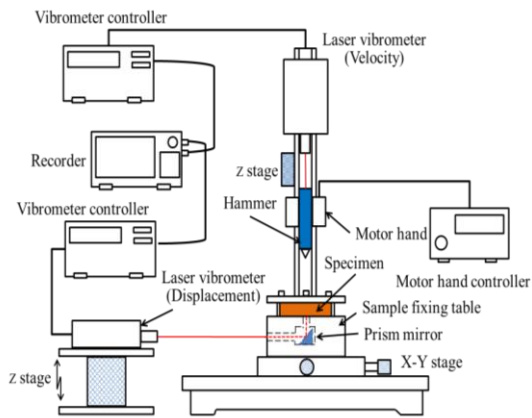 Vibrometer controller
Laser vibrometer
(Velocity)
Recorder
Z stage
Vibrometer controller
Hammer
Motor hand
Laser vibrometer
(Displacement)
Specimen
Motor hand controller
Sample fixing table
Prism mirror
X-Y stage
Z stage